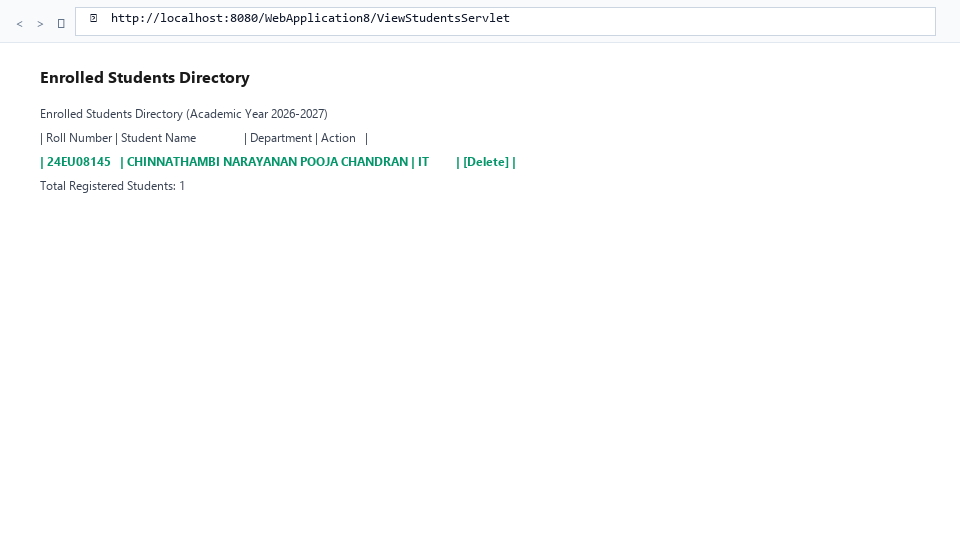 < >
http://localhost:8080/WebApplication8/ViewStudentsServlet
Enrolled Students Directory
Enrolled Students Directory (Academic Year 2026-2027)
| Roll Number | Student Name | Department | Action |
| 24EU08145 | CHINNATHAMBI NARAYANAN POOJA CHANDRAN | IT | [Delete] |
Total Registered Students: 1